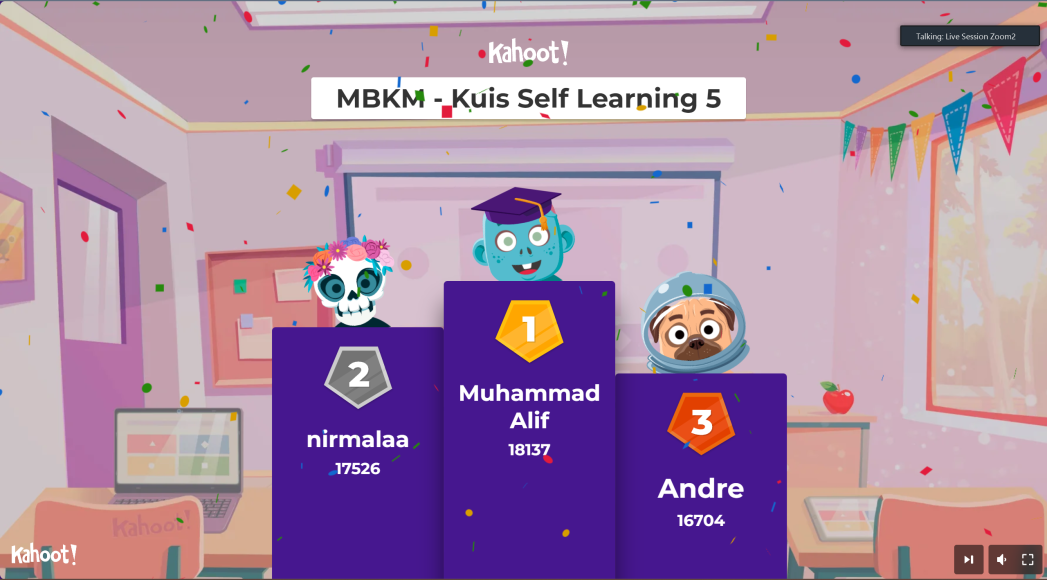 Talking: Live Session Zoom2
Kahoot!
MBKM - Kuis Self Learning 5
1
Muhammad
Alif
18137
2
nirmalaa
17526
3
Andre
16704
Kahoot!
Kahoot!